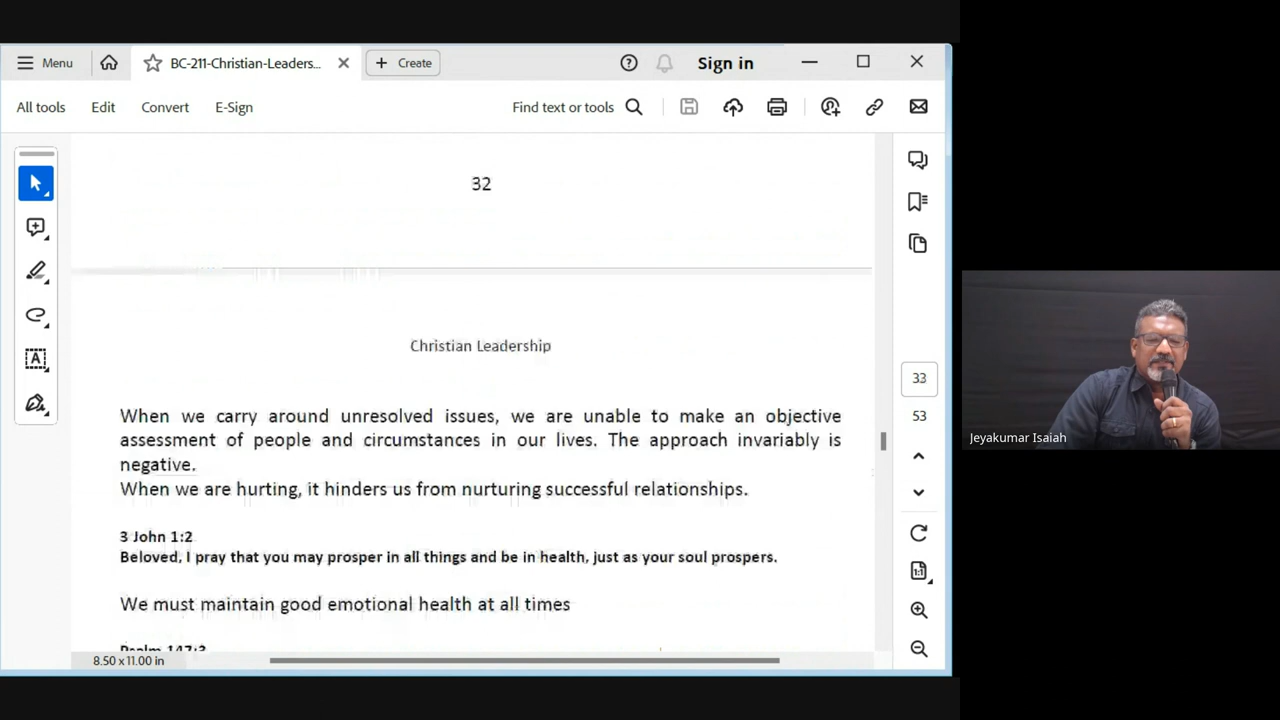 Menu
BC-211-Christian-Leaders...
Create
Sign in
All tools
Edit
Convert
E-Sign
Find text or tools
32
Christian Leadership
When we carry around unresolved issues, we are unable to make an objective
assessment of people and circumstances in our lives. The approach invariably is
negative.
When we are hurting, it hinders us from nurturing successful relationships.
3 John 1:2
Beloved, I pray that you may prosper in all things and be in health, just as your soul prospers.
We must maintain good emotional health at all times
Psalm 147:3
8.50 x 11.00 in
33
53
1:1
A
Jeyakumar Isaiah